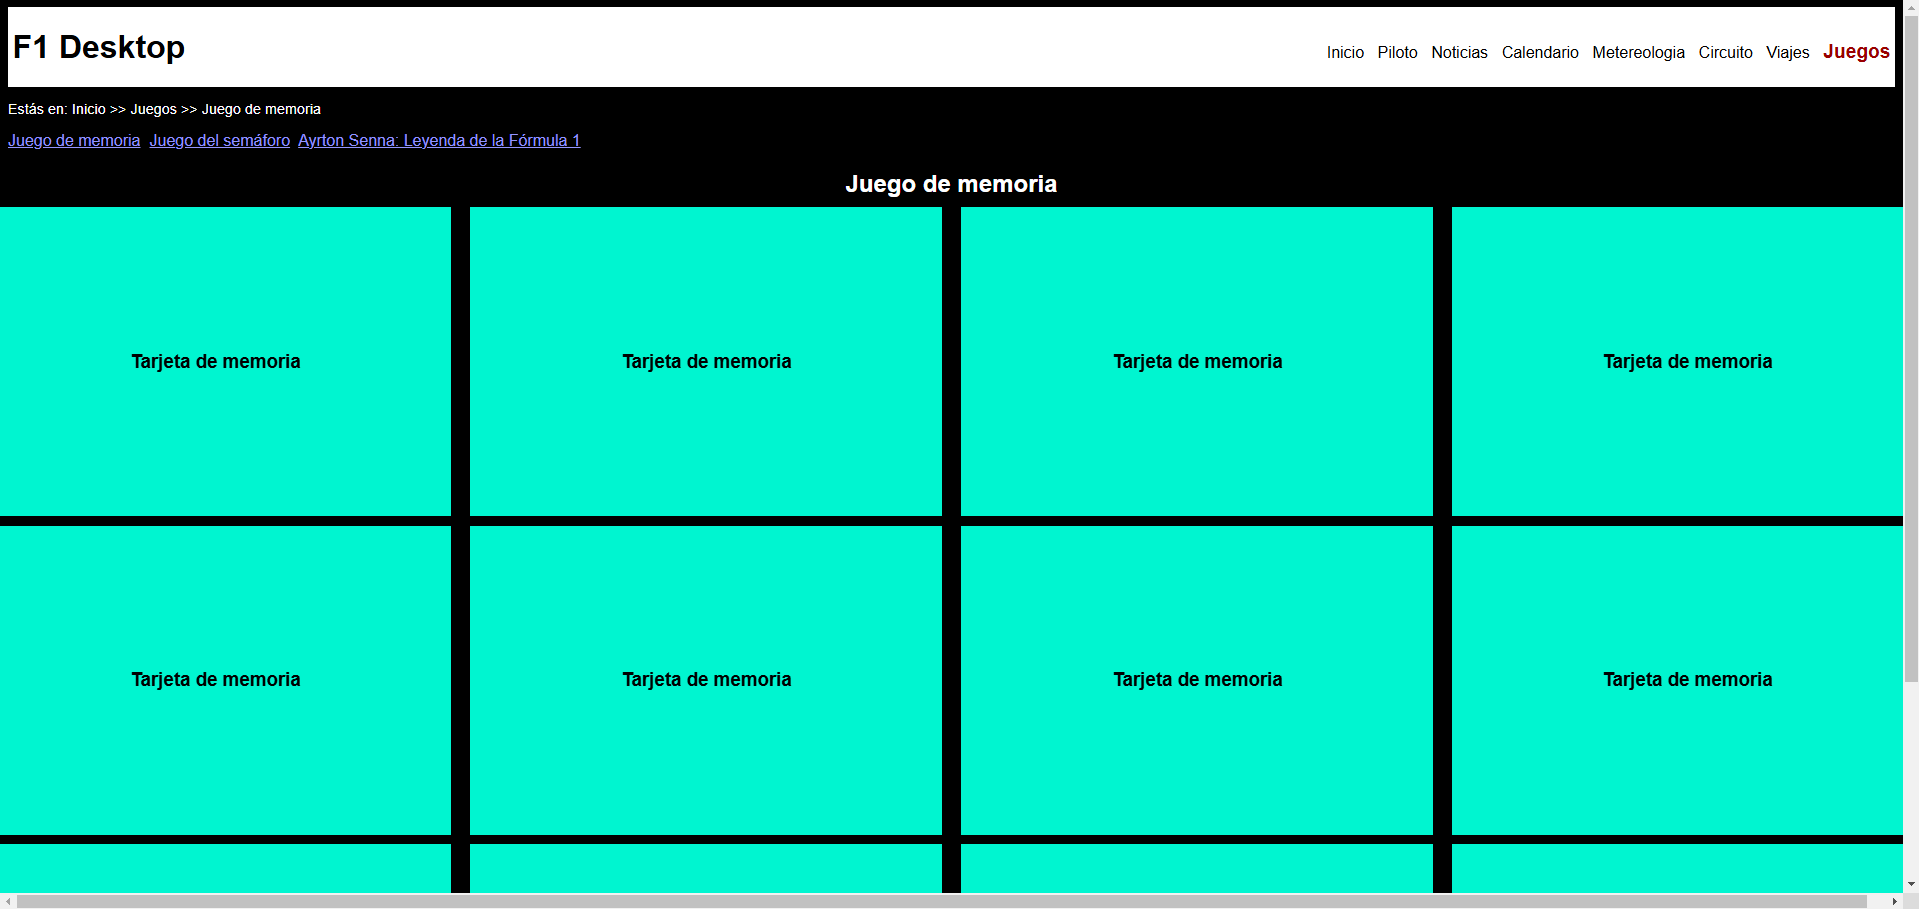 F1 Desktop
Inicio Piloto Noticias Calendario Metereologia Circuito Viajes Juegos
Estás en: Inicio >> Juegos >> Juego de memoria
Juego de memoria Juego del semáforo Ayrton Senna: Leyenda de la Fórmula 1
Juego de memoria
Tarjeta de memoria Tarjeta de memoria Tarjeta de memoria Tarjeta de memoria
Tarjeta de memoria Tarjeta de memoria Tarjeta de memoria Tarjeta de memoria